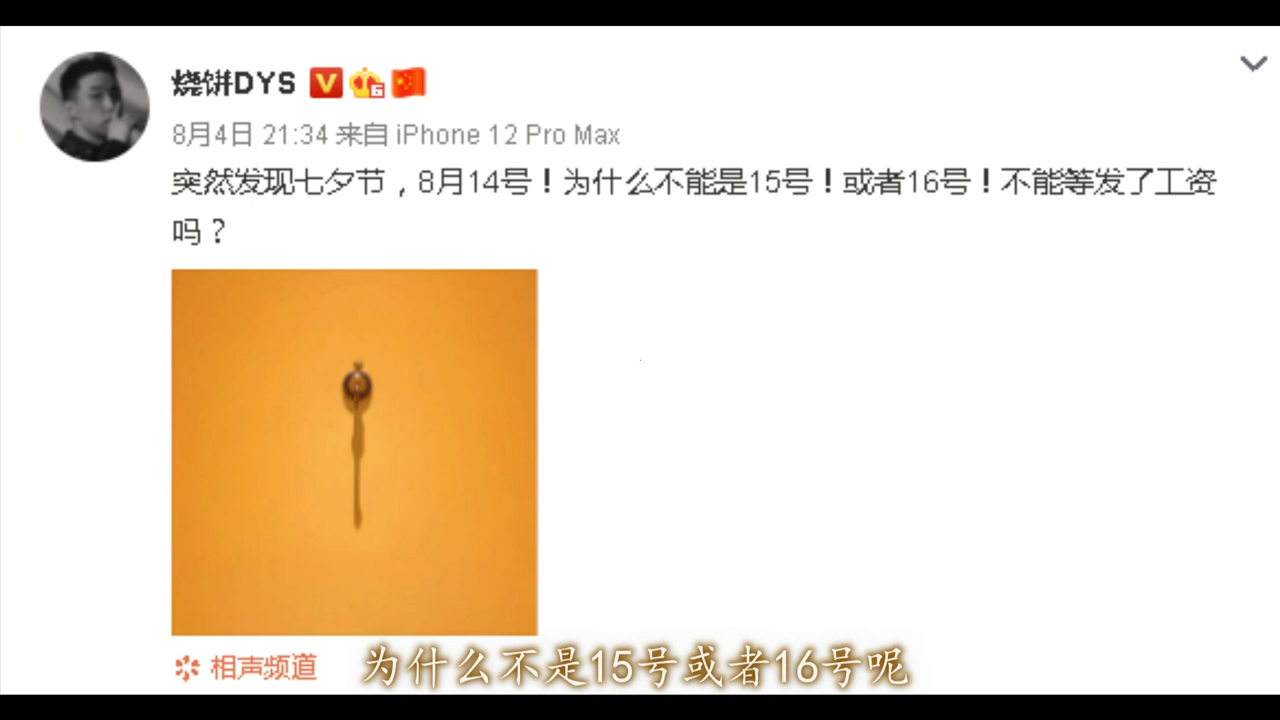 烧饼DYS
8月4日 21:34 来自 iPhone 12 Pro Max
突然发现七夕节，8月14号！为什么不能是15号！或者16号！不能等发了工资
吗？
相声频道
为什么不是15号或者16号呢